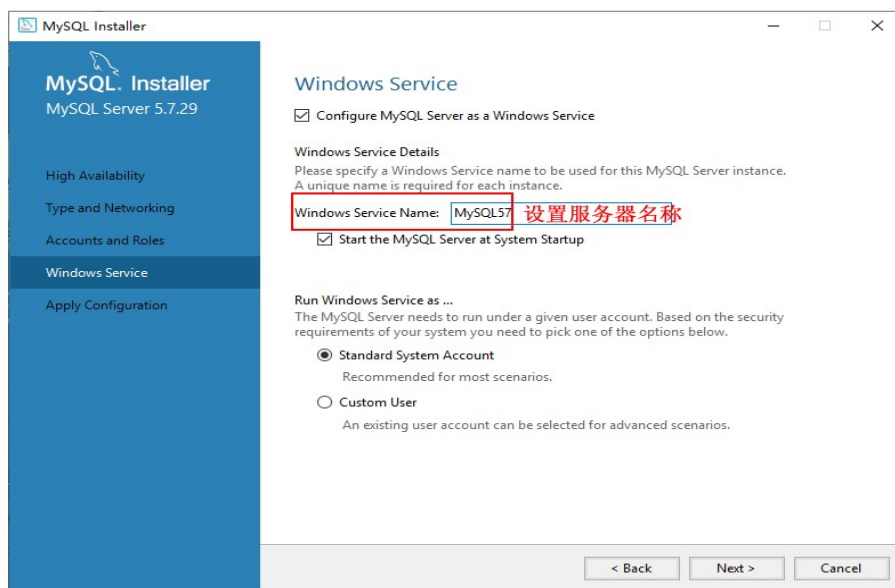 MySQL Installer
MySQL. Installer
MySQL Server 5.7.29
High Availability
Type and Networking
Accounts and Roles
Windows Service
Apply Configuration
Windows Service
Configure MySQL Server as a Windows Service
Windows Service Details
Please specify a Windows Service name to be used for this MySQL Server instance.
A unique name is required for each instance.
Windows Service Name: MySQL57 设置服务器名称
Start the MySQL Server at System Startup
Run Windows Service as ...
The MySQL Server needs to run under a given user account. Based on the security
requirements of your system you need to pick one of the options below.
Standard System Account
Recommended for most scenarios.
Custom User
An existing user account can be selected for advanced scenarios.
< Back Next > Cancel